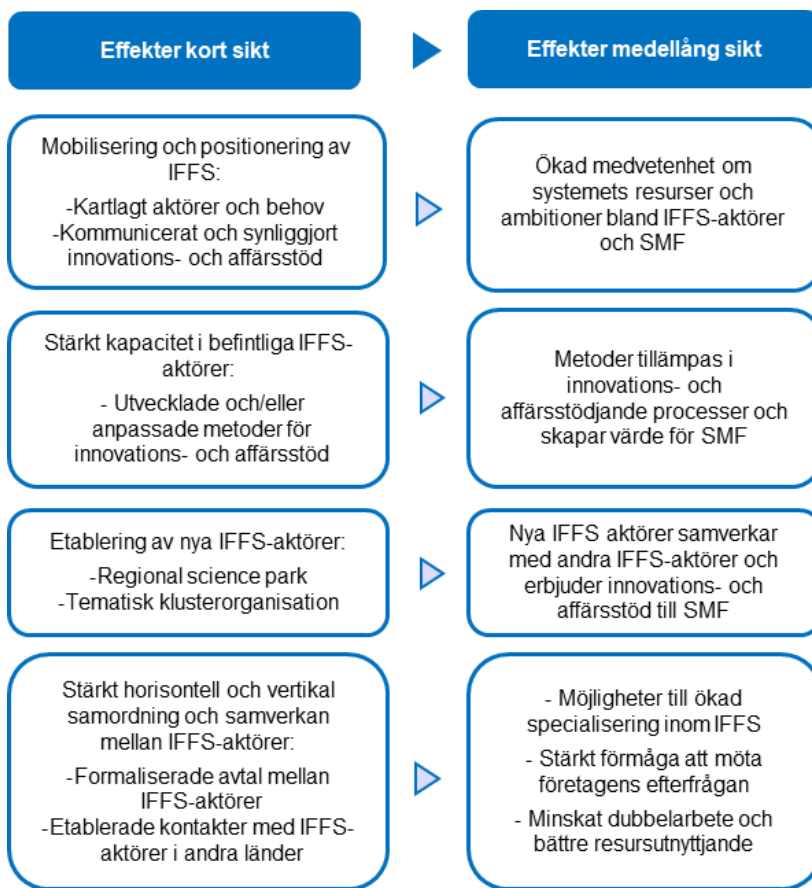 Effekter kort sikt
Effekter medellång sikt
Mobilisering och positionering av
IFFS:
-Kartlagt aktörer och behov
-Kommunicerat och synliggjort
innovations- och affärsstöd
Ökad medvetenhet om
systemets resurser och
ambitioner bland IFFS-aktörer
och SMF
Stärkt kapacitet i befintliga IFFS-
aktörer:
- Utvecklade och/eller
anpassade metoder för
innovations- och affärsstöd
Metoder tillämpas i
innovations- och
affärsstödjande processer och
skapar värde för SMF
Etablering av nya IFFS-aktörer:
-Regional science park
-Tematisk klusterorganisation
Nya IFFS aktörer samverkar
med andra IFFS-aktörer och
erbjuder innovations- och
affärsstöd till SMF
Stärkt horisontell och vertikal
samordning och samverkan
mellan IFFS-aktörer:
-Formaliserade avtal mellan
IFFS-aktörer
-Etablerade kontakter med IFFS-
aktörer i andra länder
- Möjligheter till ökad
specialisering inom IFFS
- Stärkt förmåga att möta
företagens efterfrågan
- Minskat dubbelarbete och
bättre resursutnyttjande